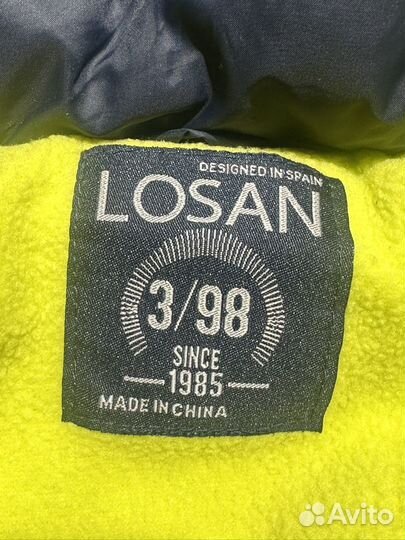 DESIGNED IN SPAIN
LOSAN
3/98
SINCE
1985
MADE IN CHINA
Avito